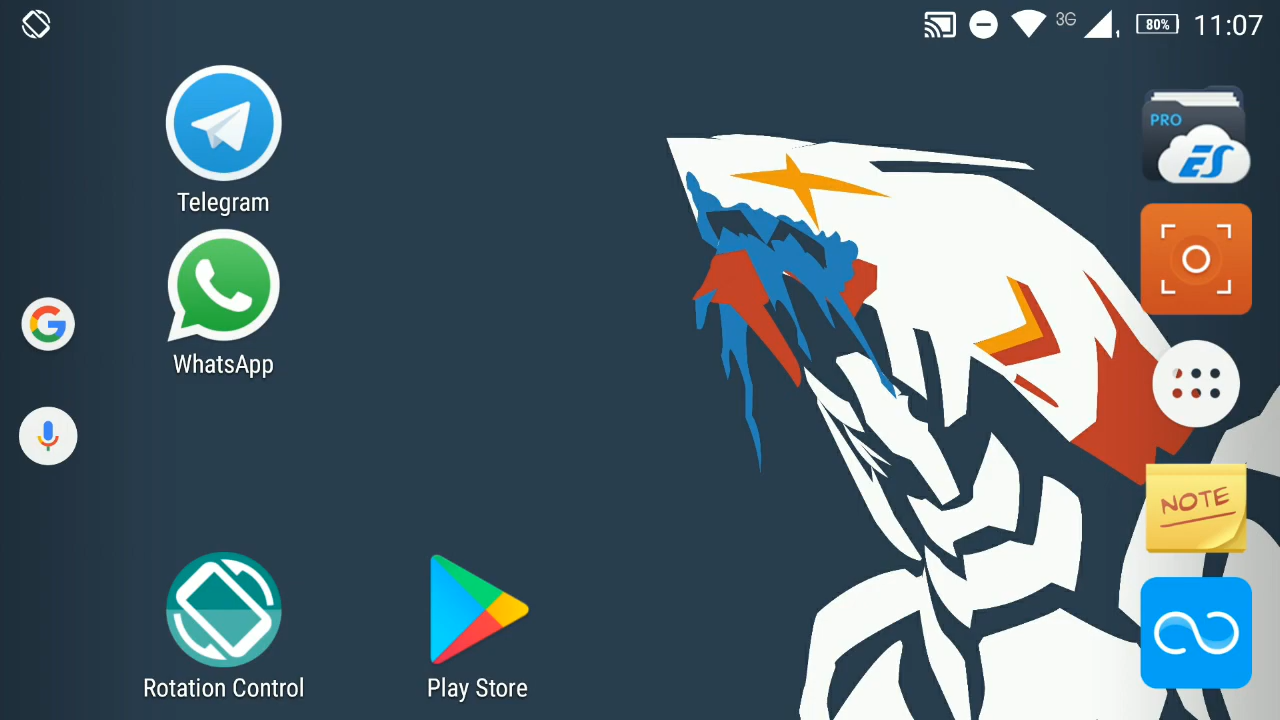 3G
80%
11:07
Telegram
PRO
ES
WhatsApp
NOTE
Rotation Control
Play Store